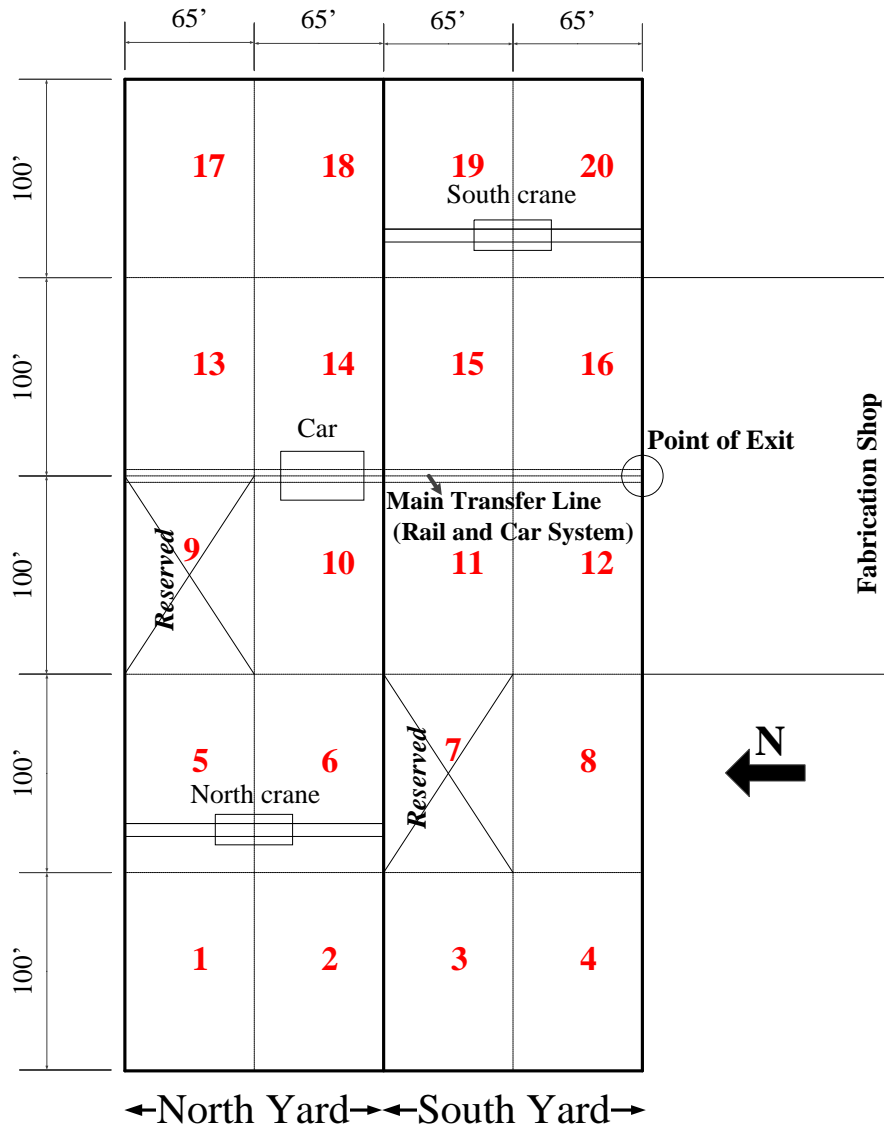 65’ 65’ 65’ 65’
100’
17 18 19 20
South crane
100’
13 14 15 16
Car
Point of Exit
Main Transfer Line
(Rail and Car System)
Fabrication Shop
100’
Reserved
9 10 11 12
100’
5 6 7 8
Reserved
N
North crane
100’
1 2 3 4
North Yard South Yard